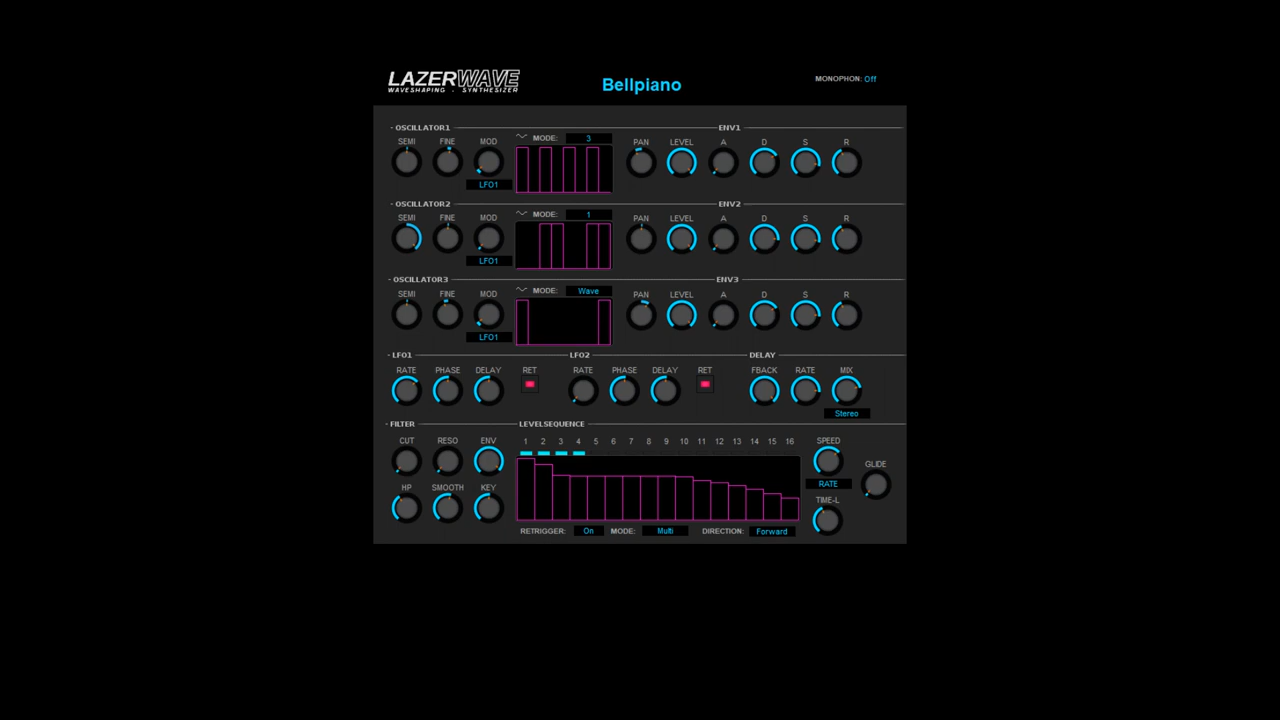 LAZERWAVE
WAVESHAPING - SYNTHESIZER
Bellpiano
MONOPHON: Off
OSCILLATOR1
ENV1
SEMI FINE MOD MODE: 3 PAN LEVEL A D S R
LFO1
OSCILLATOR2
ENV2
SEMI FINE MOD MODE: 1 PAN LEVEL A D S R
LFO1
OSCILLATOR3
ENV3
SEMI FINE MOD MODE: Wave PAN LEVEL A D S R
LFO1
LFO1 LFO2 DELAY
RATE PHASE DELAY RET RATE PHASE DELAY RET FBACK RATE MIX
Stereo
FILTER LEVELSEQUENCE
CUT RESO ENV 1 2 3 4 5 6 7 8 9 10 11 12 13 14 15 16 SPEED
GLIDE
RATE
HP SMOOTH KEY TIME-L
RETRIGGER: On MODE: Multi DIRECTION: Forward